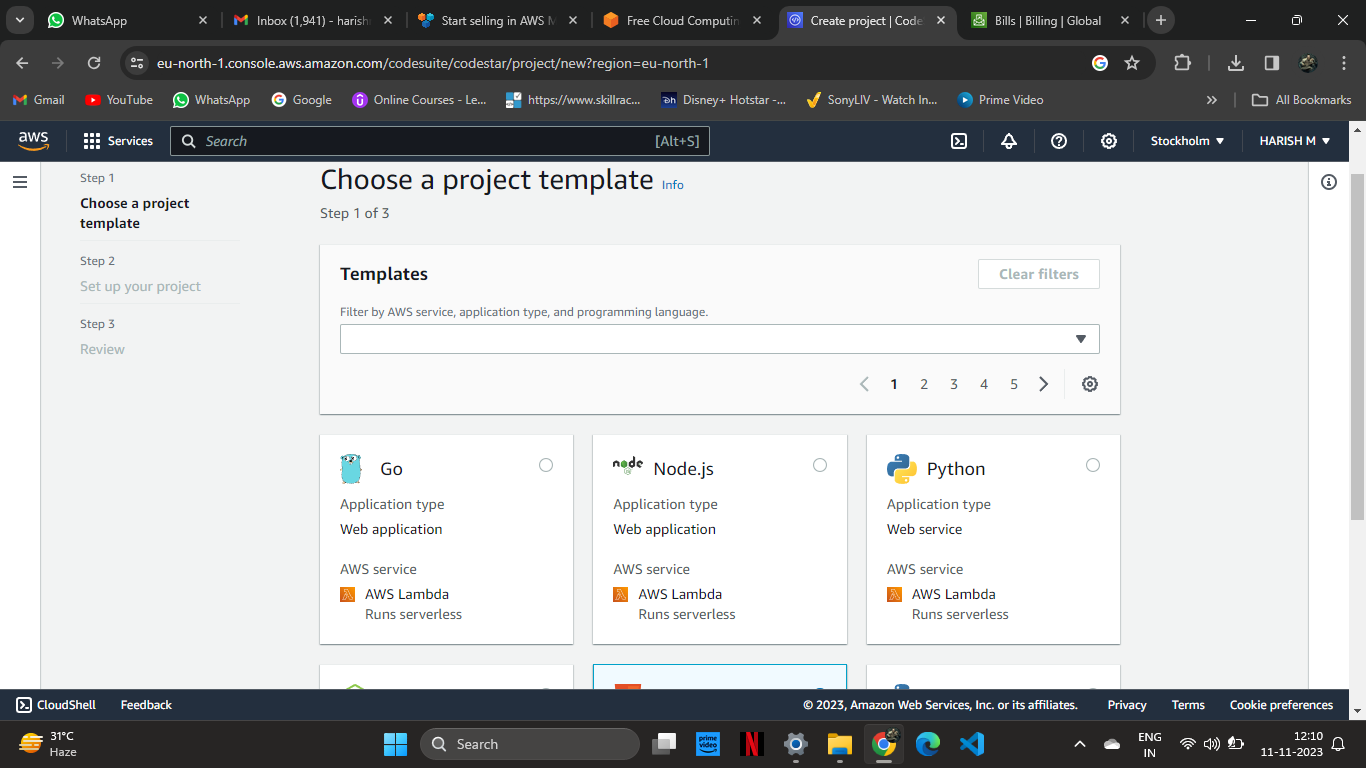 WhatsApp
Inbox (1,941) - harish
Start selling in AWS M
Free Cloud Computin
Create project | Code
Bills | Billing | Global
eu-north-1.console.aws.amazon.com/codesuite/codestar/project/new?region=eu-north-1
Gmail
YouTube
WhatsApp
Google
Online Courses - Le...
https://www.skillrac...
Disney+ Hotstar -...
SonyLIV - Watch In...
Prime Video
All Bookmarks
aws
Services
Search
[Alt+S]
Stockholm
HARISH M
Step 1
Choose a project
template
Step 2
Set up your project
Step 3
Review
Choose a project template Info
Step 1 of 3
Templates
Clear filters
Filter by AWS service, application type, and programming language.
1 2 3 4 5
Go
Application type
Web application
AWS service
AWS Lambda
Runs serverless
node
Node.js
Application type
Web application
AWS service
AWS Lambda
Runs serverless
Python
Application type
Web service
AWS service
AWS Lambda
Runs serverless
CloudShell
Feedback
© 2023, Amazon Web Services, Inc. or its affiliates.
Privacy
Terms
Cookie preferences
31°C
Haze
Search
prime video
N
ENG
IN
12:10
11-11-2023